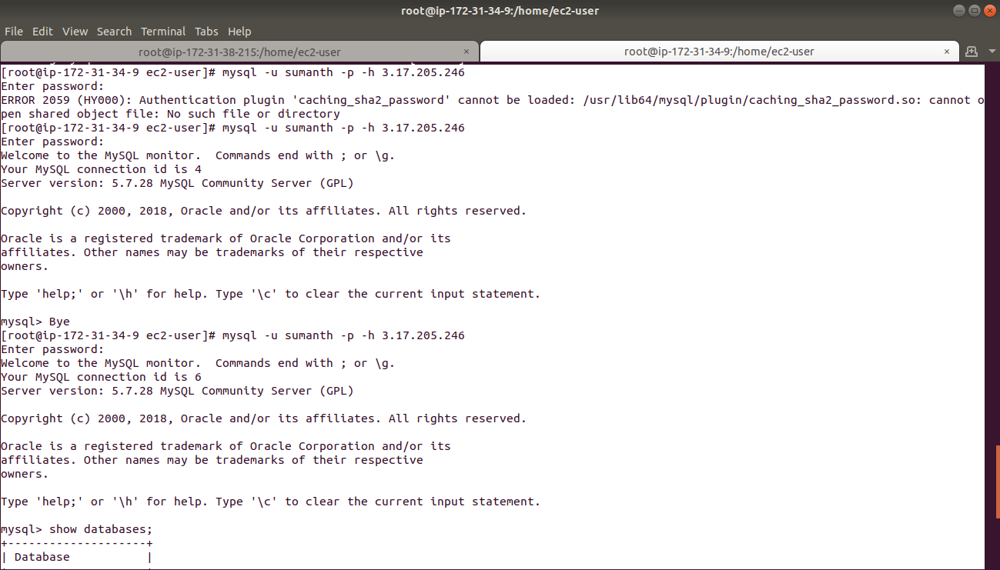 root@ip-172-31-34-9:/home/ec2-user
File Edit View Search Terminal Tabs Help
root@ip-172-31-38-215:/home/ec2-user × root@ip-172-31-34-9:/home/ec2-user ×
[root@ip-172-31-34-9 ec2-user]# mysql -u sumanth -p -h 3.17.205.246
Enter password:
ERROR 2059 (HY000): Authentication plugin 'caching_sha2_password' cannot be loaded: /usr/lib64/mysql/plugin/caching_sha2_password.so: cannot o
pen shared object file: No such file or directory
[root@ip-172-31-34-9 ec2-user]# mysql -u sumanth -p -h 3.17.205.246
Enter password:
Welcome to the MySQL monitor.  Commands end with ; or \g.
Your MySQL connection id is 4
Server version: 5.7.28 MySQL Community Server (GPL)

Copyright (c) 2000, 2018, Oracle and/or its affiliates. All rights reserved.

Oracle is a registered trademark of Oracle Corporation and/or its
affiliates. Other names may be trademarks of their respective
owners.

Type 'help;' or '\h' for help. Type '\c' to clear the current input statement.

mysql> Bye
[root@ip-172-31-34-9 ec2-user]# mysql -u sumanth -p -h 3.17.205.246
Enter password:
Welcome to the MySQL monitor.  Commands end with ; or \g.
Your MySQL connection id is 6
Server version: 5.7.28 MySQL Community Server (GPL)

Copyright (c) 2000, 2018, Oracle and/or its affiliates. All rights reserved.

Oracle is a registered trademark of Oracle Corporation and/or its
affiliates. Other names may be trademarks of their respective
owners.

Type 'help;' or '\h' for help. Type '\c' to clear the current input statement.

mysql> show databases;
+--------------------+
| Database           |